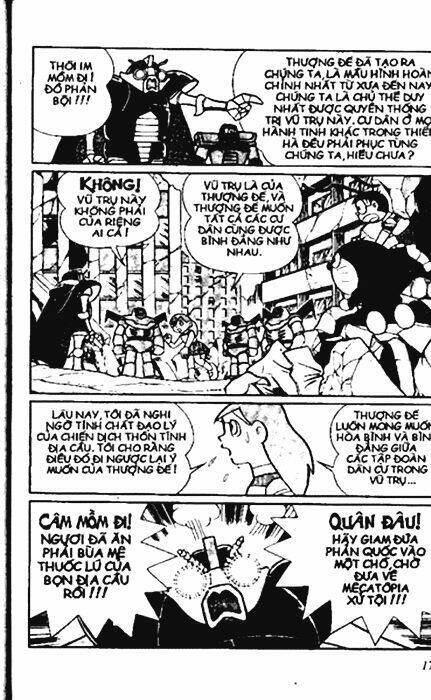 THÔI IM
MỒM ĐI!
ĐỒ PHẢN
BỘI!!!
THƯỢNG ĐẾ ĐÃ TẠO RA
CHÚNG TA, LÀ MẪU HÌNH HOÀN
CHỈNH NHẤT TỪ XƯA ĐẾN NAY
CHÚNG TA LÀ CHỦ THỂ DUY
NHẤT ĐƯỢC QUYỀN THỐNG
TRỊ VŨ TRỤ NÀY. CƯ DÂN Ở MỌ
HÀNH TINH KHÁC TRONG THIÊN
HÀ ĐỀU PHẢI PHỤC TÙNG
CHÚNG TA, HIỂU CHƯA?
KHÔNG!
VŨ TRỤ NÀY
KHÔNG PHẢI
CỦA RIÊNG
AI CẢ!
VŨ TRỤ LÀ CỦA
THƯỢNG ĐẾ, VÀ
THƯỢNG ĐẾ MUỐN
TẤT CẢ CÁC CƯ
DÂN CŨNG ĐƯỢC
BÌNH ĐẲNG NHƯ
NHAU.
LÂU NAY, TÔI ĐÃ NGHI
NGỜ TÍNH CHẤT ĐẠO LÝ
CỦA CHIẾN DỊCH THÔN TÍNH
ĐỊA CẦU. TÔI CHO RẰNG
ĐIỀU ĐÓ ĐI NGƯỢC LẠI Ý
MUỐN CỦA THƯỢNG ĐẾ!
THƯỢNG ĐẾ
LUÔN MONG MUỐN
HÒA BÌNH VÀ BÌNH
ĐẲNG GIỮA
CÁC TẬP ĐOÀN
DÂN CƯ TRONG
VŨ TRỤ...
CÂM MỒM ĐI!
NGƯƠI ĐÃ ĂN
PHẢI BÙA MÊ
THUỐC LÚ CỦA
BỌN ĐỊA CẦU
RỒI!!!
QUÂN ĐÂU!
HÃY GIAM ĐỨA
PHẢN QUỐC VÀO
MỘT CHỖ, CHỜ
ĐƯA VỀ
MECATÔPIA
XỬ TỘI!!!
17